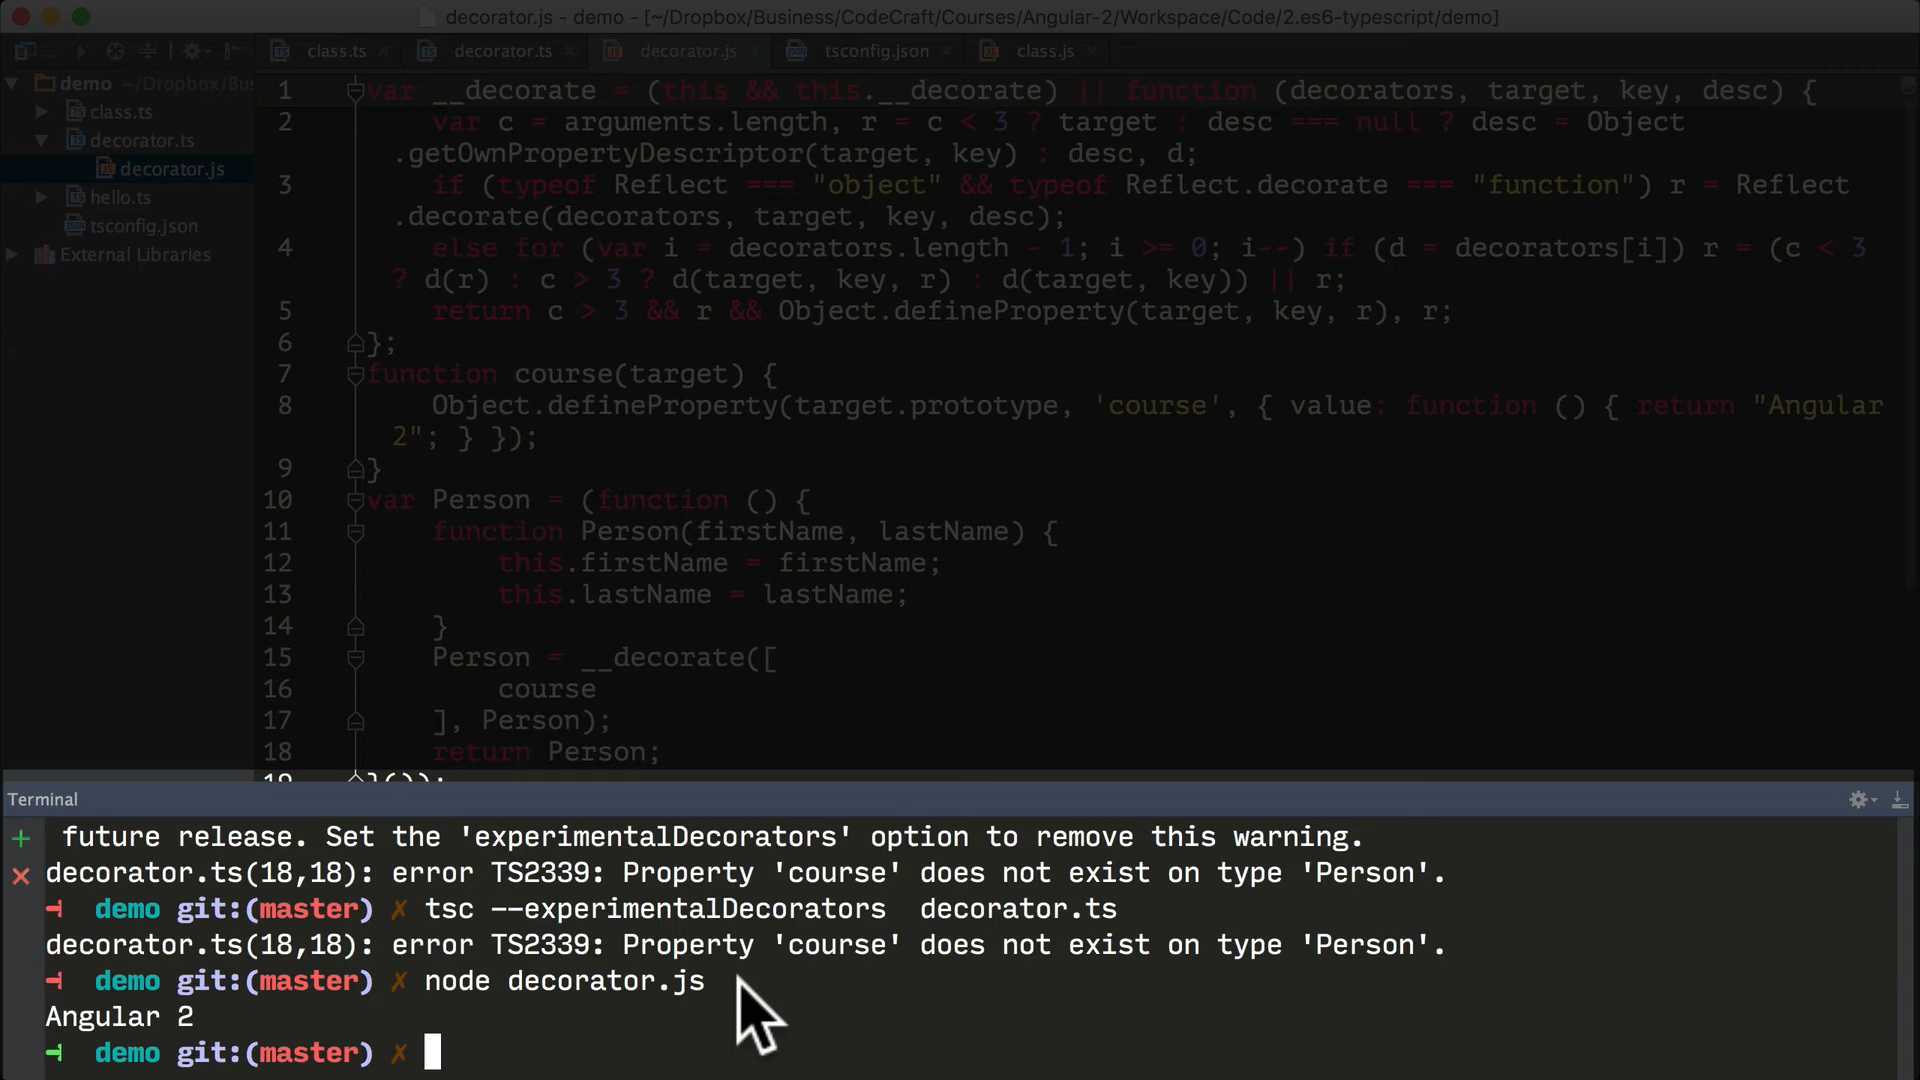 decorator.js - demo - [~/Dropbox/Business/CodeCraft/Courses/Angular-2/Workspace/Code/2.es6-typescript/demo]
...
class.ts
decorator.ts
decorator.js
tsconfig.json
class.js
demo ~/Dropbox/Bus
class.ts
decorator.ts
decorator.js
hello.ts
tsconfig.json
External Libraries
1 var __decorate = (this && this.__decorate) || function (decorators, target, key, desc) {
2 var c = arguments.length, r = c < 3 ? target : desc === null ? desc = Object
.getOwnPropertyDescriptor(target, key) : desc, d;
3 if (typeof Reflect === "object" && typeof Reflect.decorate === "function") r = Reflect
.decorate(decorators, target, key, desc);
4 else for (var i = decorators.length - 1; i >= 0; i--) if (d = decorators[i]) r = (c < 3
? d(r) : c > 3 ? d(target, key, r) : d(target, key)) || r;
5 return c > 3 && r && Object.defineProperty(target, key, r), r;
6 };
7 function course(target) {
8 Object.defineProperty(target.prototype, 'course', { value: function () { return "Angular
2"; } });
9 }
10 var Person = (function () {
11 function Person(firstName, lastName) {
12 this.firstName = firstName;
13 this.lastName = lastName;
14 }
15 Person = __decorate([
16 course
17 ], Person);
18 return Person;
19 }());
Terminal
future release. Set the 'experimentalDecorators' option to remove this warning.
decorator.ts(18,18): error TS2339: Property 'course' does not exist on type 'Person'.
demo git:(master) ✗ tsc --experimentalDecorators  decorator.ts
decorator.ts(18,18): error TS2339: Property 'course' does not exist on type 'Person'.
demo git:(master) ✗ node decorator.js
Angular 2
demo git:(master) ✗